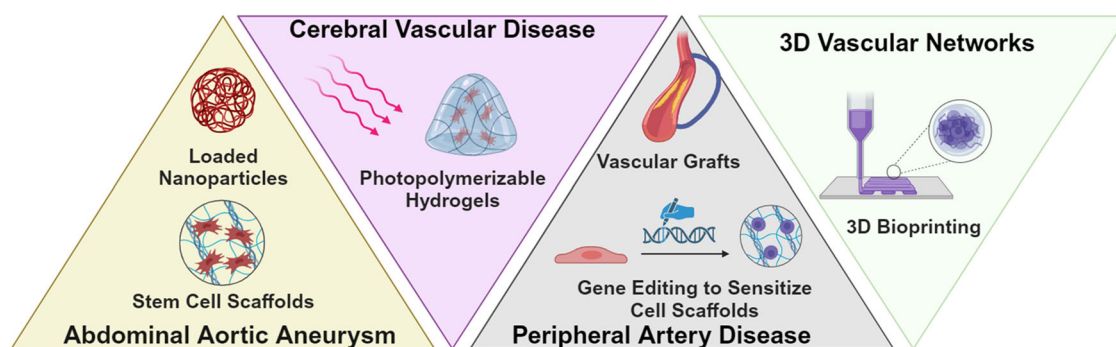 Loaded
Nanoparticles
Stem Cell Scaffolds
Abdominal Aortic Aneurysm
Cerebral Vascular Disease
Photopolymerizable
Hydrogels
Vascular Grafts
Gene Editing to Sensitize
Cell Scaffolds
Peripheral Artery Disease
3D Vascular Networks
3D Bioprinting